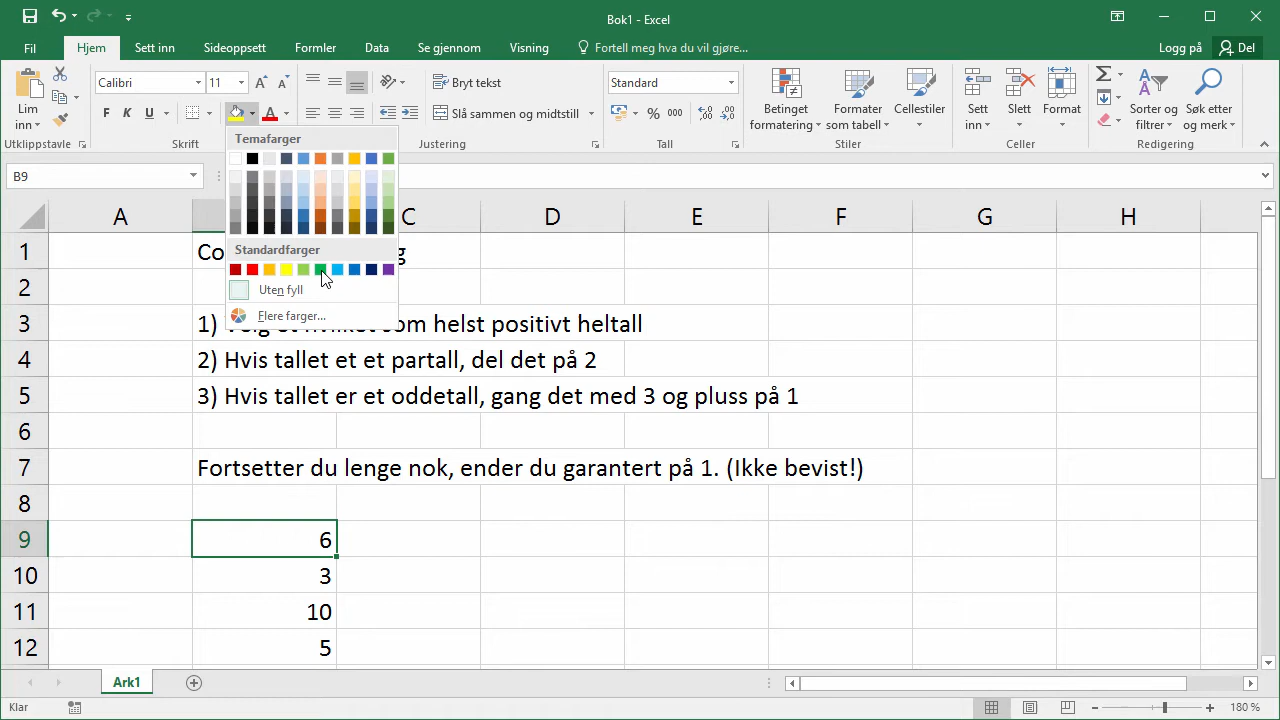 Bok1 - Excel
Fil Hjem Sett inn Sideoppsett Formler Data Se gjennom Visning Fortell meg hva du vil gjøre... Logg på Del
Lim inn
Calibri 11
F K U
Bryt tekst
Slå sammen og midtstill
Standard
% 000
Betinget formatering
Formater som tabell
Cellestiler
Sett inn
Slett
Format
Sorter og filtrer
Søk etter og merk
Utklippstavle Skrift Justering Tall Stiler Celler Redigering
Temafarger
Standardfarger
Uten fyll
Flere farger...
B9
A C D E F G H
1 Co g
2
3 1) Velg et hvilket som helst positivt heltall
4 2) Hvis tallet et et partall, del det på 2
5 3) Hvis tallet er et oddetall, gang det med 3 og pluss på 1
6
7 Fortsetter du lenge nok, ender du garantert på 1. (Ikke bevist!)
8
9 6
10 3
11 10
12 5
Ark1
Klar
180 %